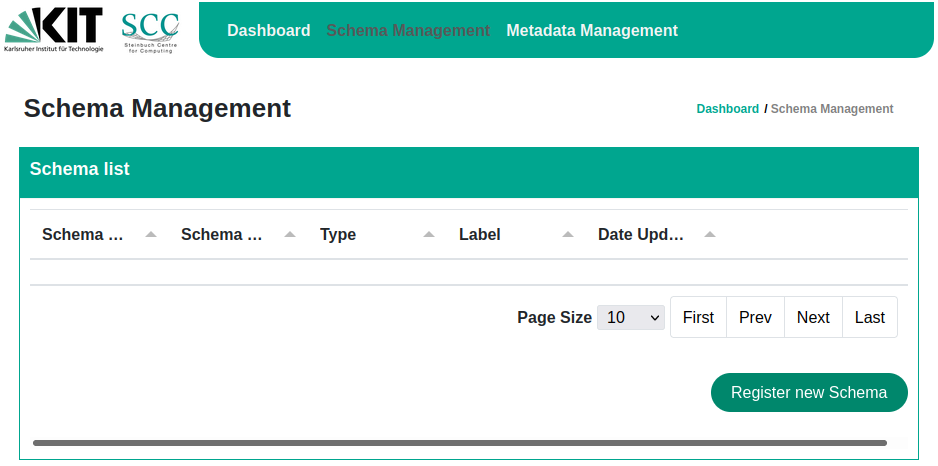 KIT
Karlsruher Institut für Technologie
SCC
Steinbuch Centre
for Computing
Dashboard Schema Management Metadata Management
Schema Management
Dashboard / Schema Management
Schema list
Schema ... Schema ... Type Label Date Upd...
Page Size 10 First Prev Next Last
Register new Schema